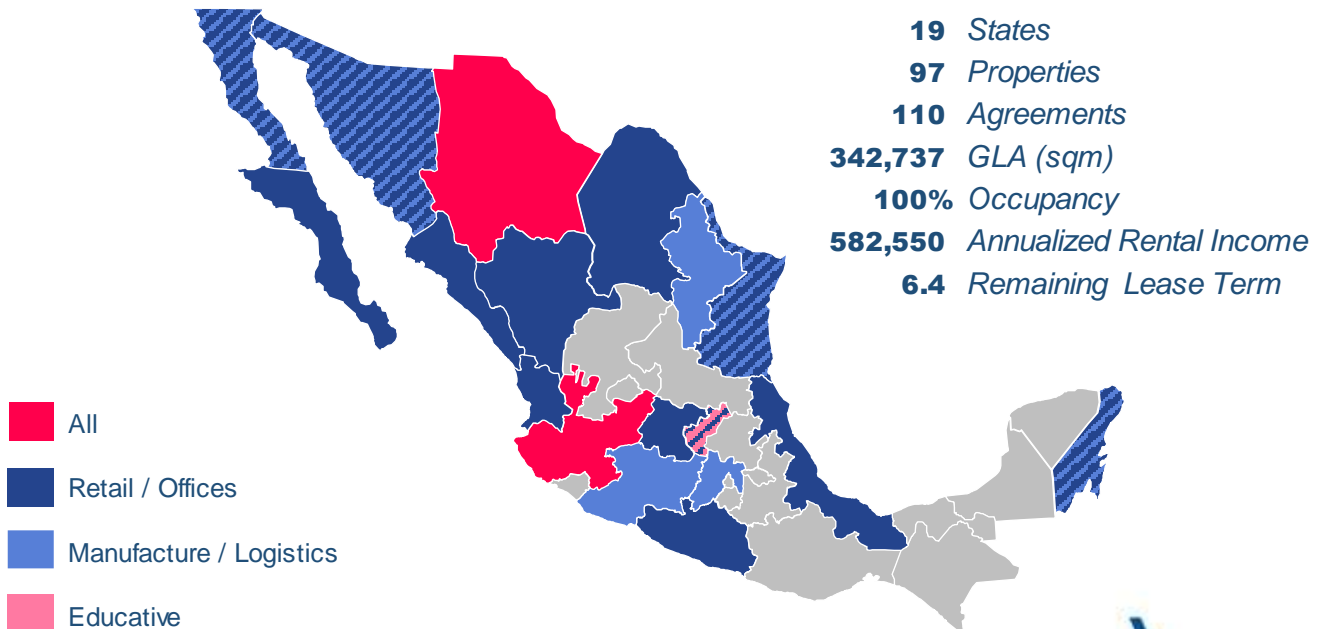 19 States
97 Properties
110 Agreements
342,737 GLA (sqm)
100% Occupancy
582,550 Annualized Rental Income
6.4 Remaining Lease Term
All
Retail / Offices
Manufacture / Logistics
Educative